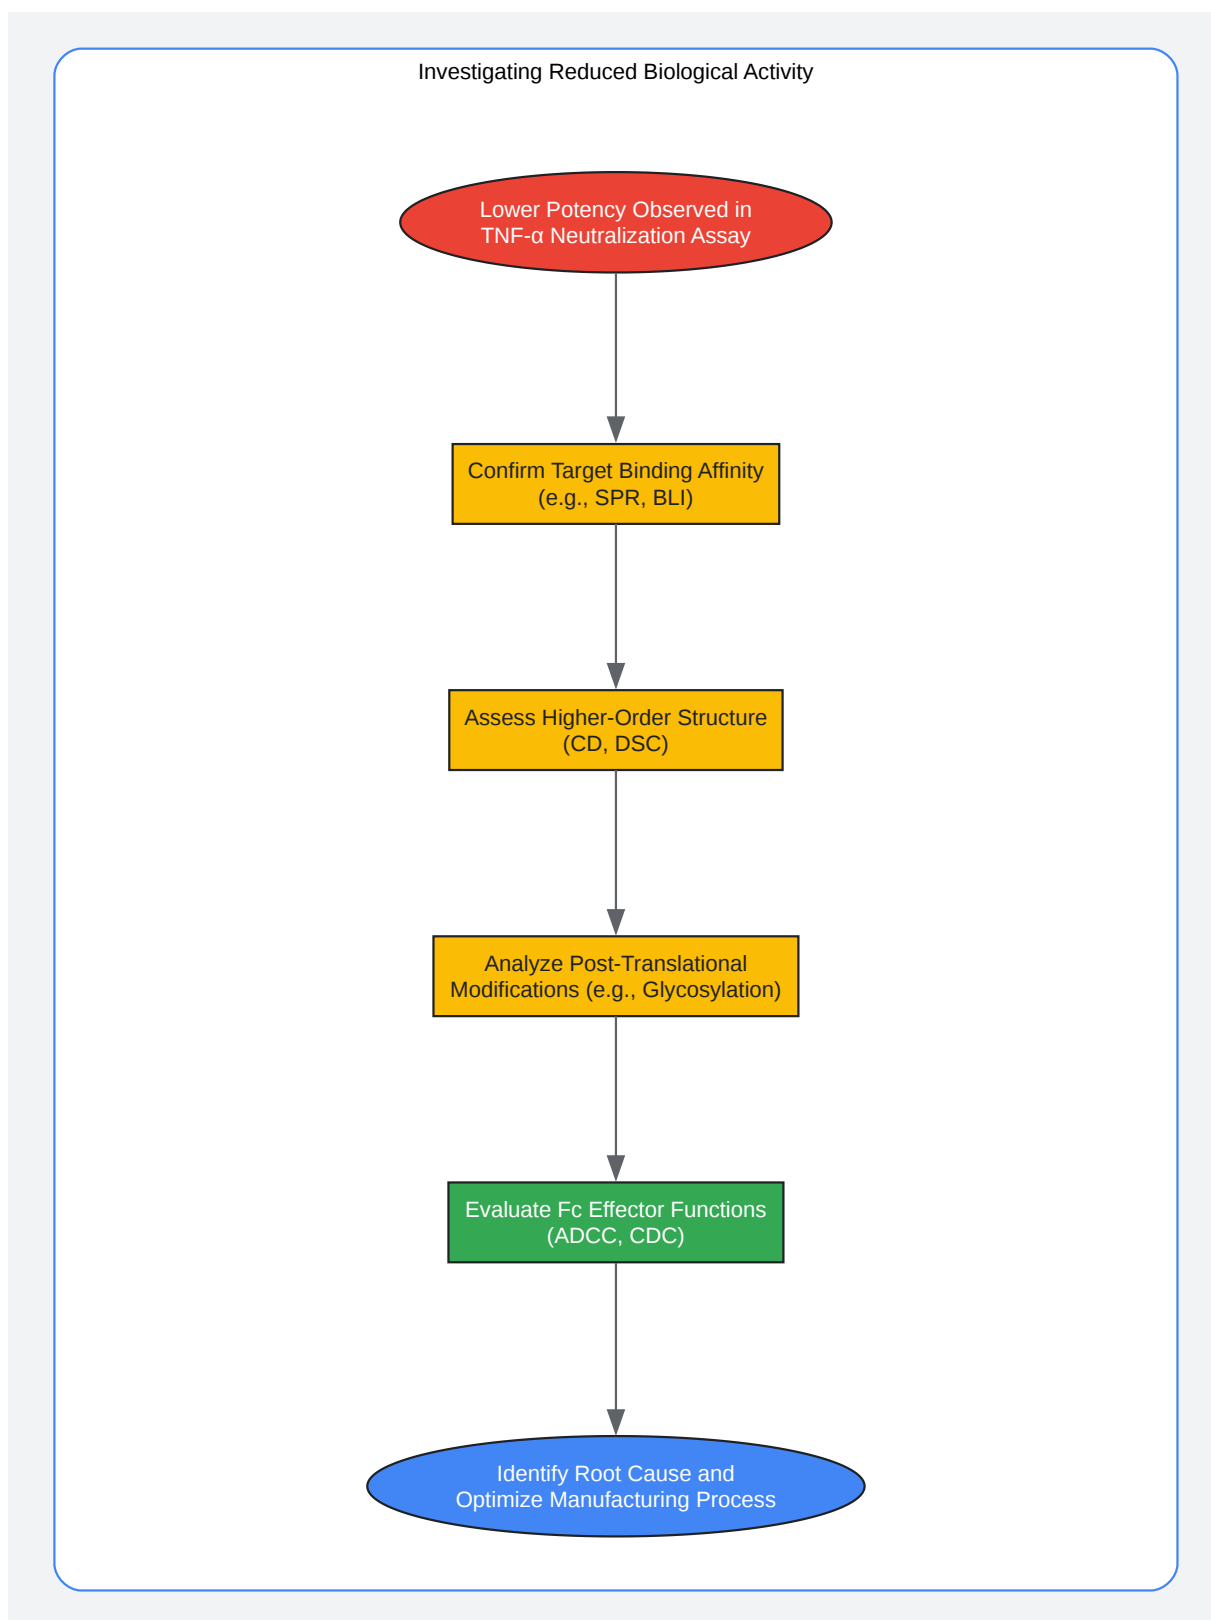 Investigating Reduced Biological Activity
Lower Potency Observed in
TNF-α Neutralization Assay
Confirm Target Binding Affinity
(e.g., SPR, BLI)
Assess Higher-Order Structure
(CD, DSC)
Analyze Post-Translational
Modifications (e.g., Glycosylation)
Evaluate Fc Effector Functions
(ADCC, CDC)
Identify Root Cause and
Optimize Manufacturing Process